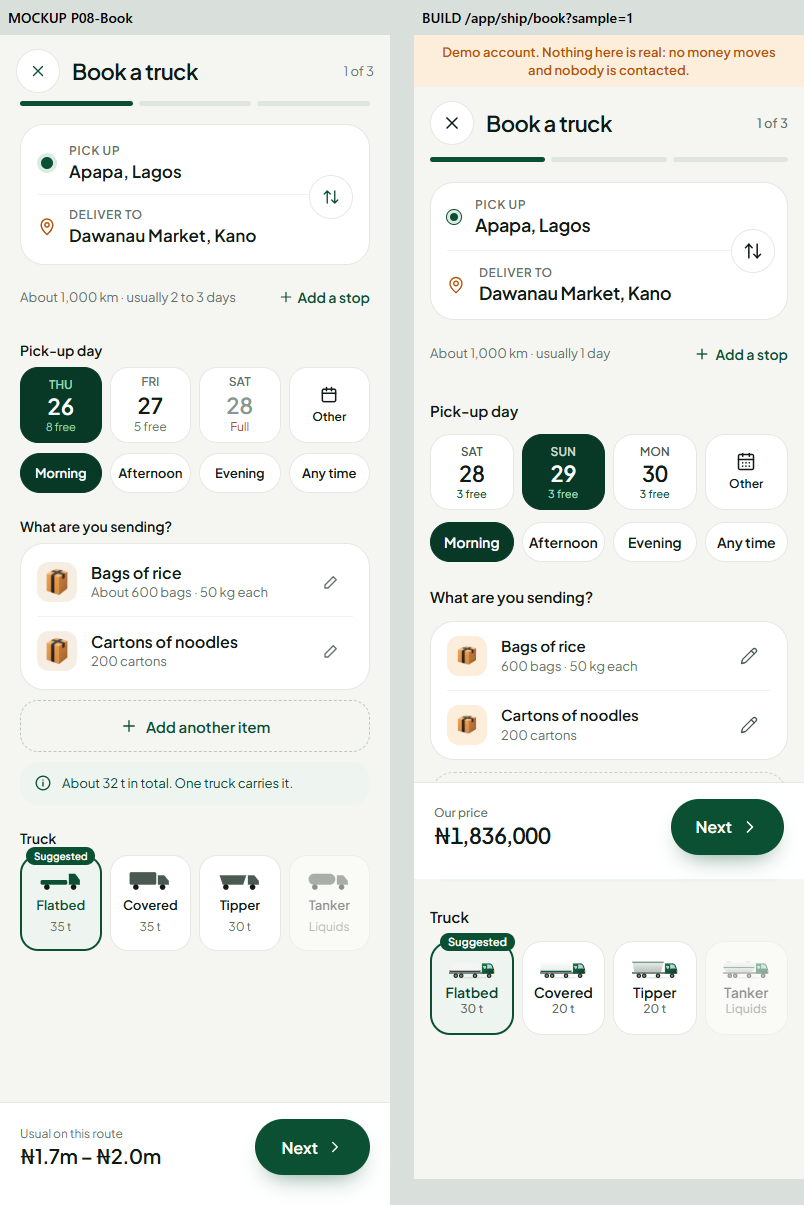 MOCKUP P08-Book
Book a truck
1 of 3
PICK UP
Apapa, Lagos
DELIVER TO
Dawanau Market, Kano
About 1,000 km · usually 2 to 3 days
Add a stop
Pick-up day
THU
26
8 free
FRI
27
5 free
SAT
28
Full
Other
Morning
Afternoon
Evening
Any time
What are you sending?
Bags of rice
About 600 bags · 50 kg each
Cartons of noodles
200 cartons
Add another item
About 32 t in total. One truck carries it.
Truck
Suggested
Flatbed
35 t
Covered
35 t
Tipper
30 t
Tanker
Liquids
Usual on this route
₦1.7m – ₦2.0m
Next
BUILD /app/ship/book?sample=1
Demo account. Nothing here is real: no money moves
and nobody is contacted.
Book a truck
1 of 3
PICK UP
Apapa, Lagos
DELIVER TO
Dawanau Market, Kano
About 1,000 km · usually 1 day
Add a stop
Pick-up day
SAT
28
3 free
SUN
29
3 free
MON
30
3 free
Other
Morning
Afternoon
Evening
Any time
What are you sending?
Bags of rice
600 bags · 50 kg each
Cartons of noodles
200 cartons
Our price
₦1,836,000
Next
Truck
Suggested
Flatbed
30 t
Covered
20 t
Tipper
20 t
Tanker
Liquids